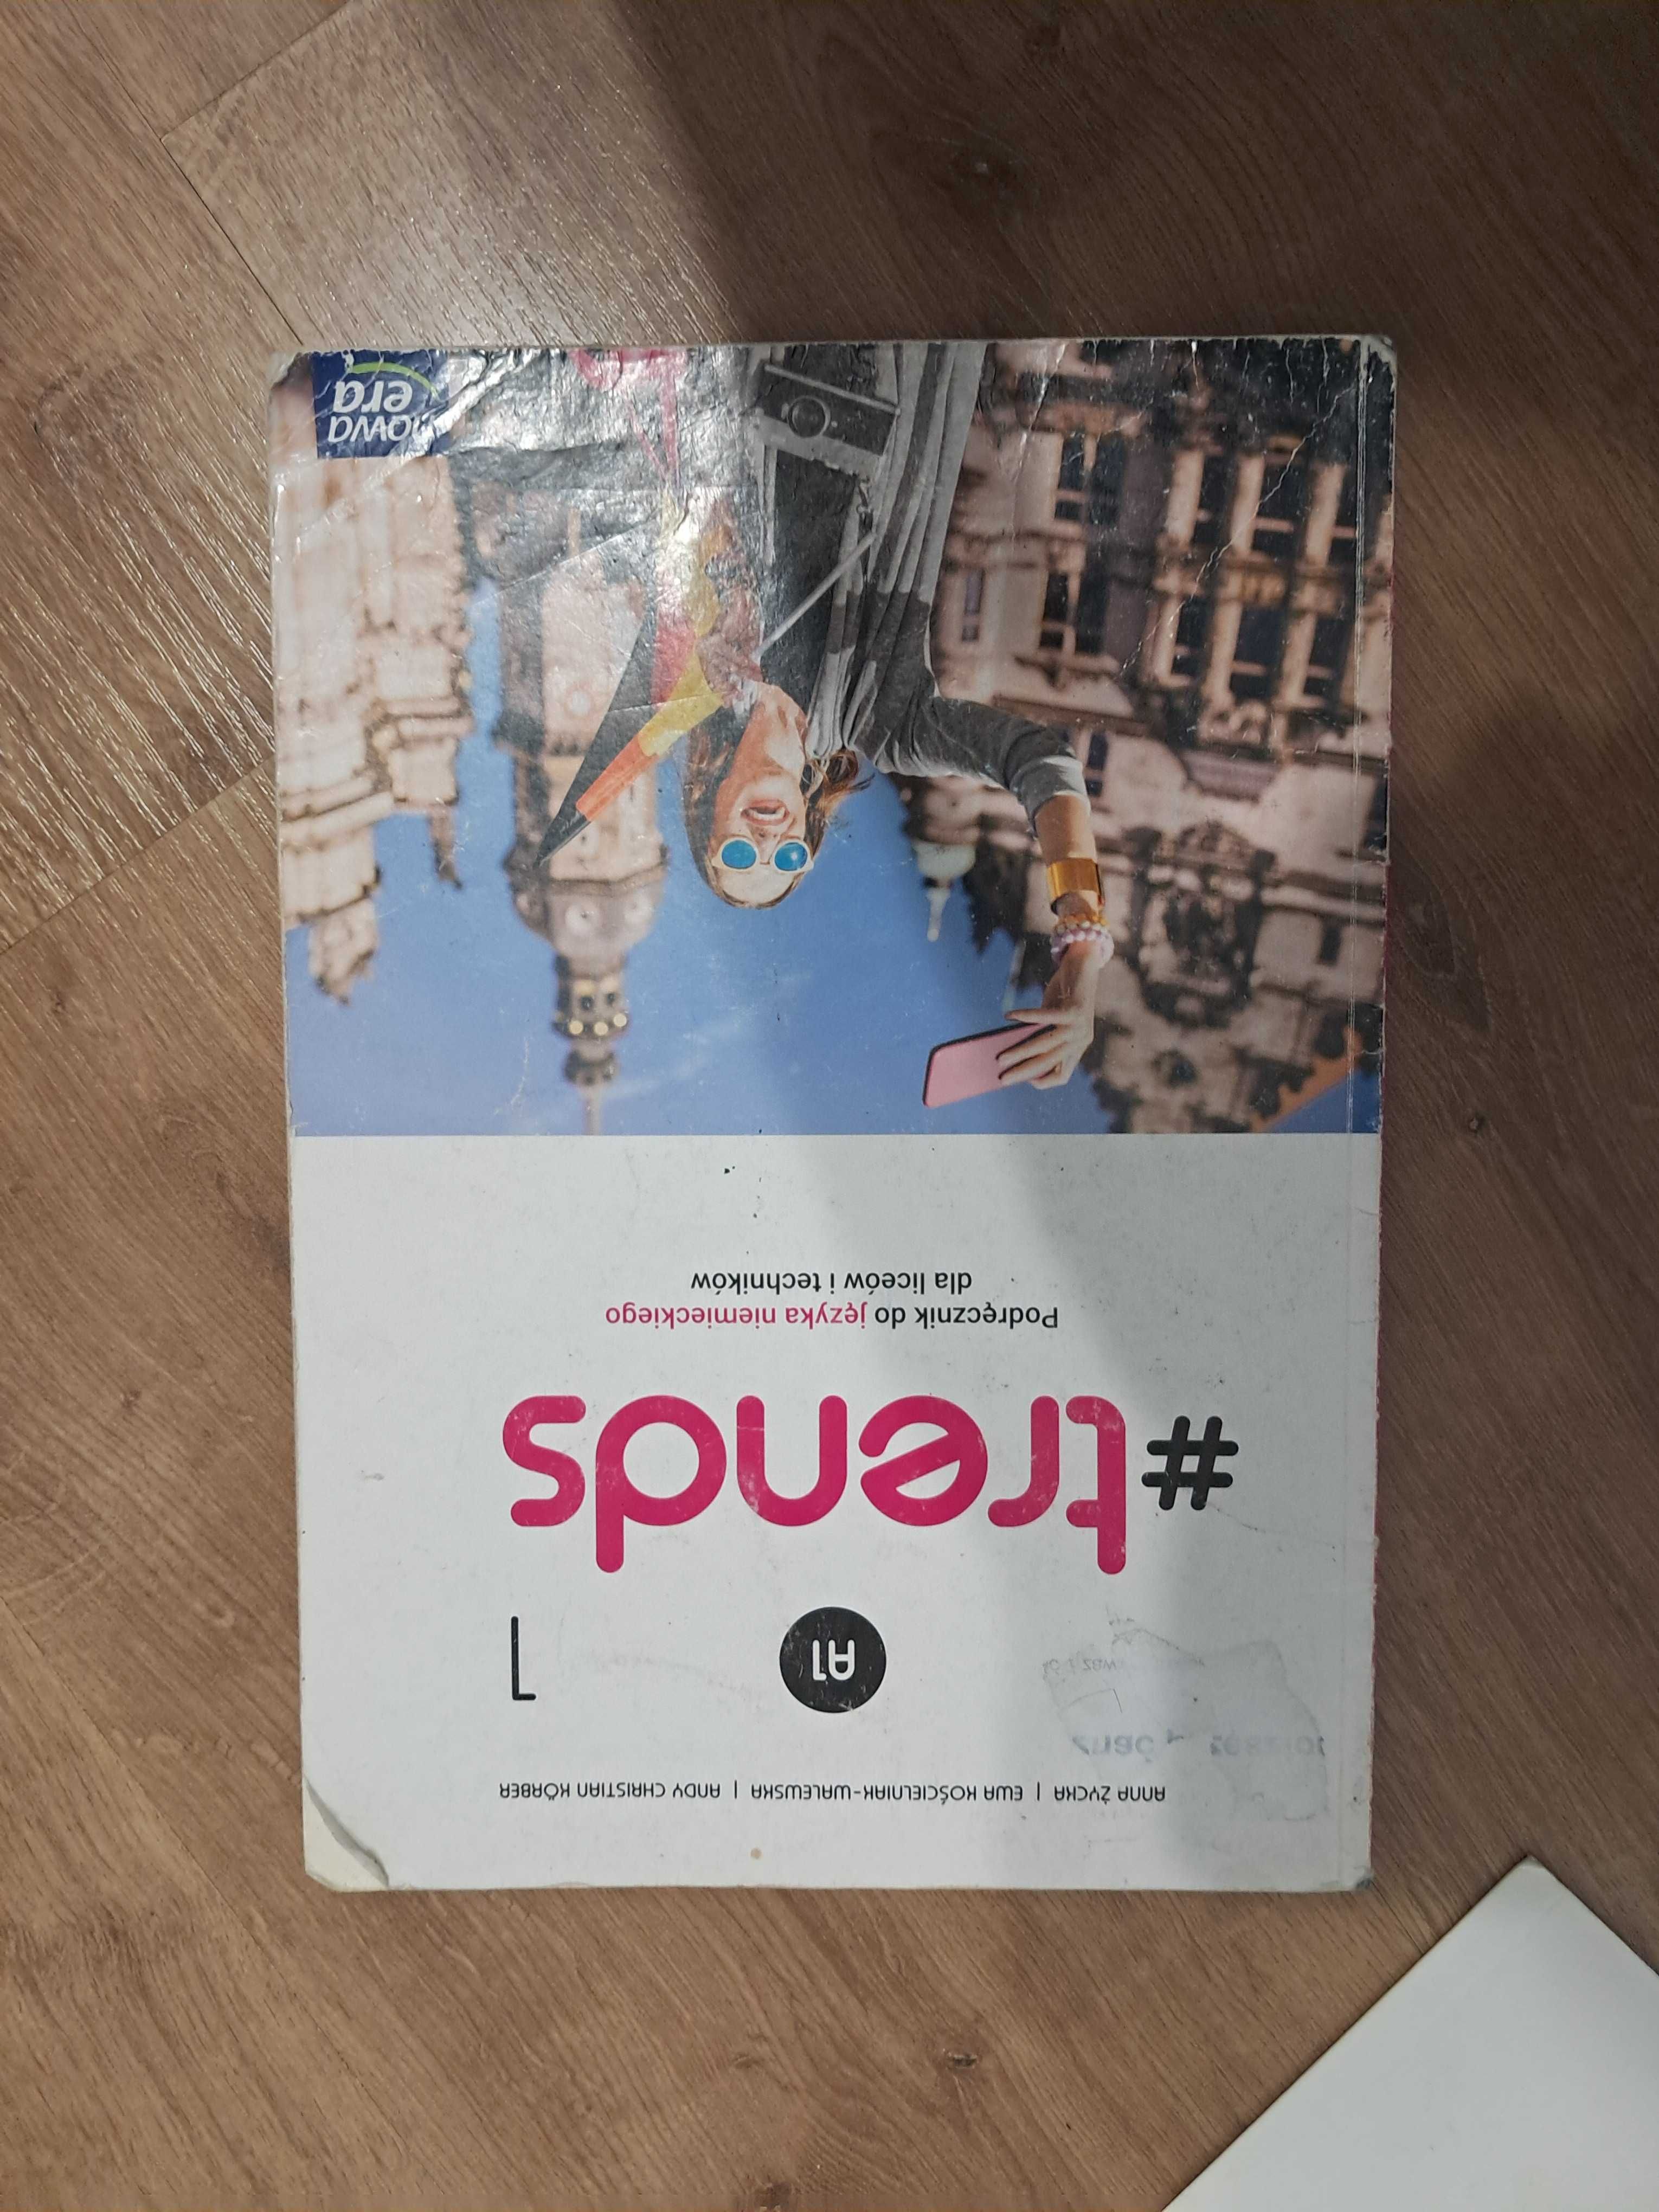 ANNA ŻYCKA | EWA KOŚCIELNIAK-WALEWSKA | ANDY CHRISTIAN KÖRBER
A1
1
#trends
Podręcznik do języka niemieckiego
dla liceów i techników
nowa
era